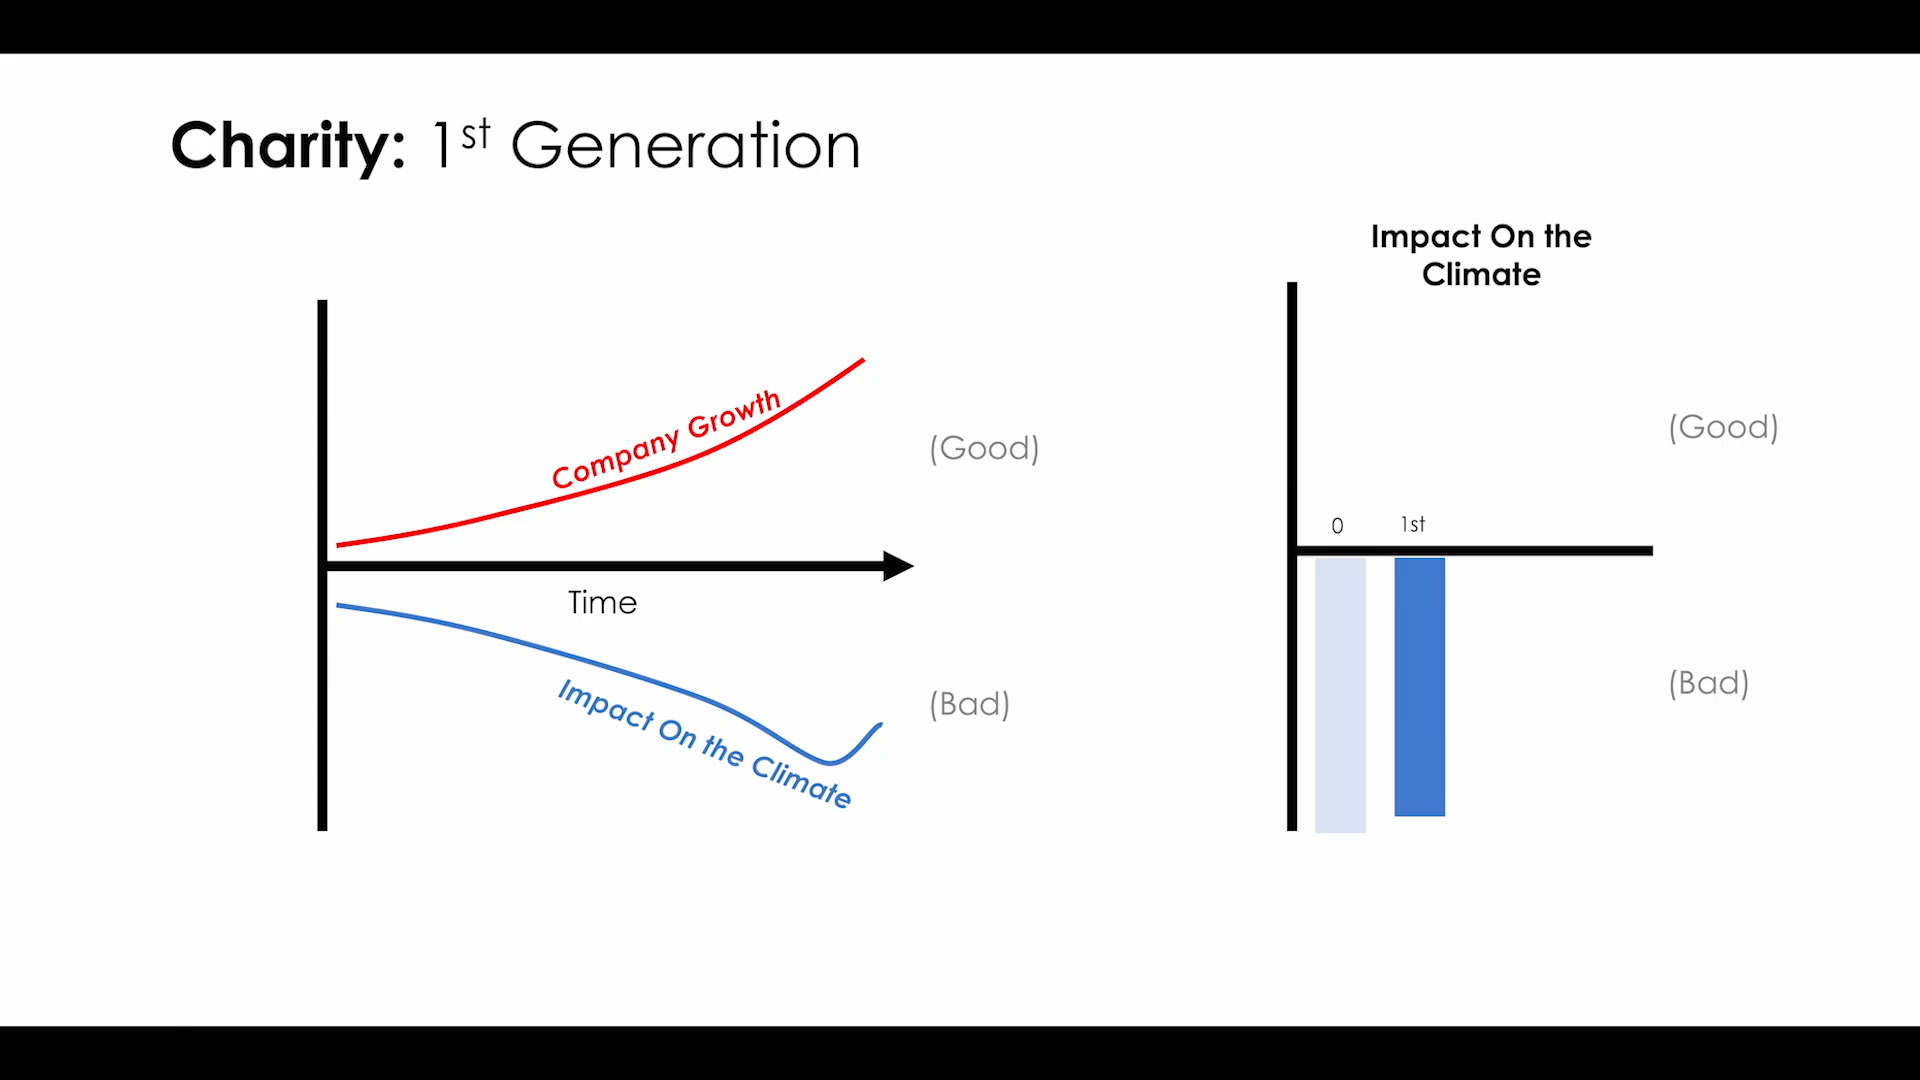 Charity: 1st Generation
Company Growth
(Good)
Time
Impact On the Climate
(Bad)
Impact On the
Climate
(Good)
0 1st
(Bad)